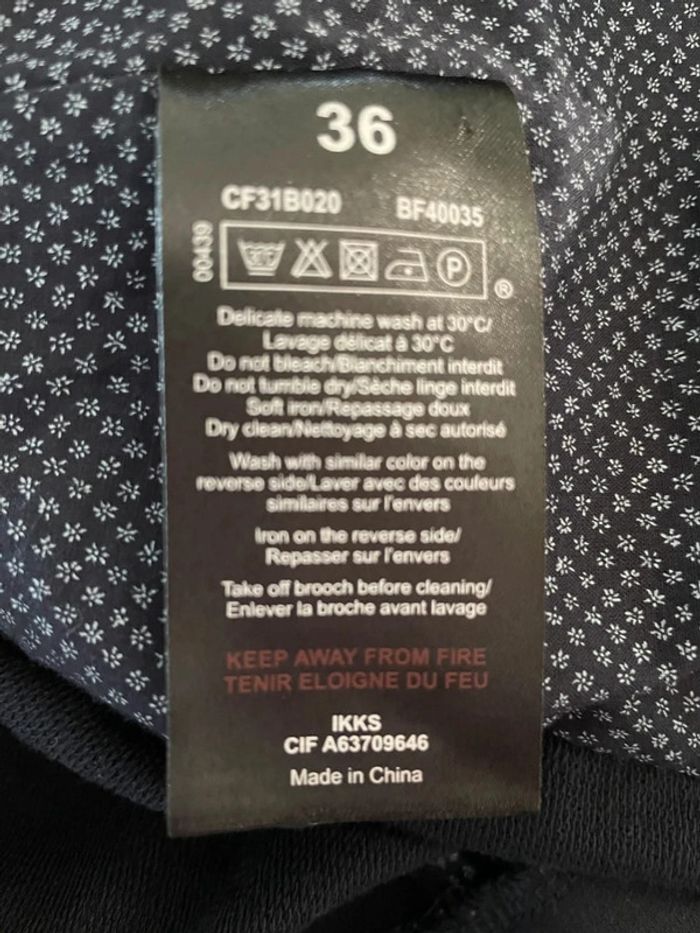 36
CF31B020 BF40035
00439
30° P
®
Delicate machine wash at 30°C/
Lavage délicat à 30°C
Do not bleach/Blanchiment interdit
Do not tumble dry/Sèche linge interdit
Soft iron/Repassage doux
Dry clean/Nettoyage à sec autorisé
Wash with similar color on the
reverse side/Laver avec des couleurs
similaires sur l'envers
Iron on the reverse side/
Repasser sur l'envers
Take off brooch before cleaning/
Enlever la broche avant lavage
KEEP AWAY FROM FIRE
TENIR ELOIGNE DU FEU
IKKS
CIF A63709646
Made in China